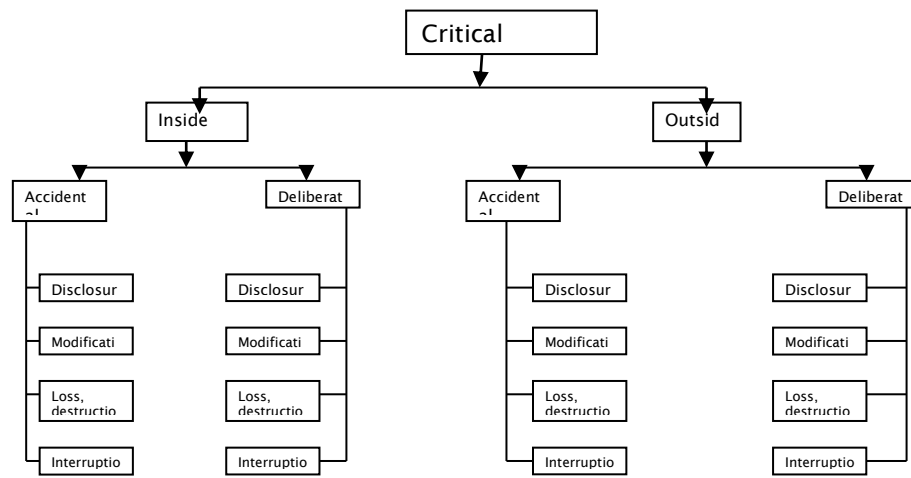 Critical
Inside
Outsid
Accident
al
Deliberat
Accident
al
Deliberat
Disclosur
Disclosur
Disclosur
Disclosur
Modificati
Modificati
Modificati
Modificati
Loss,
destructio
Loss,
destructio
Loss,
destructio
Loss,
destructio
Interruptio
Interruptio
Interruptio
Interruptio